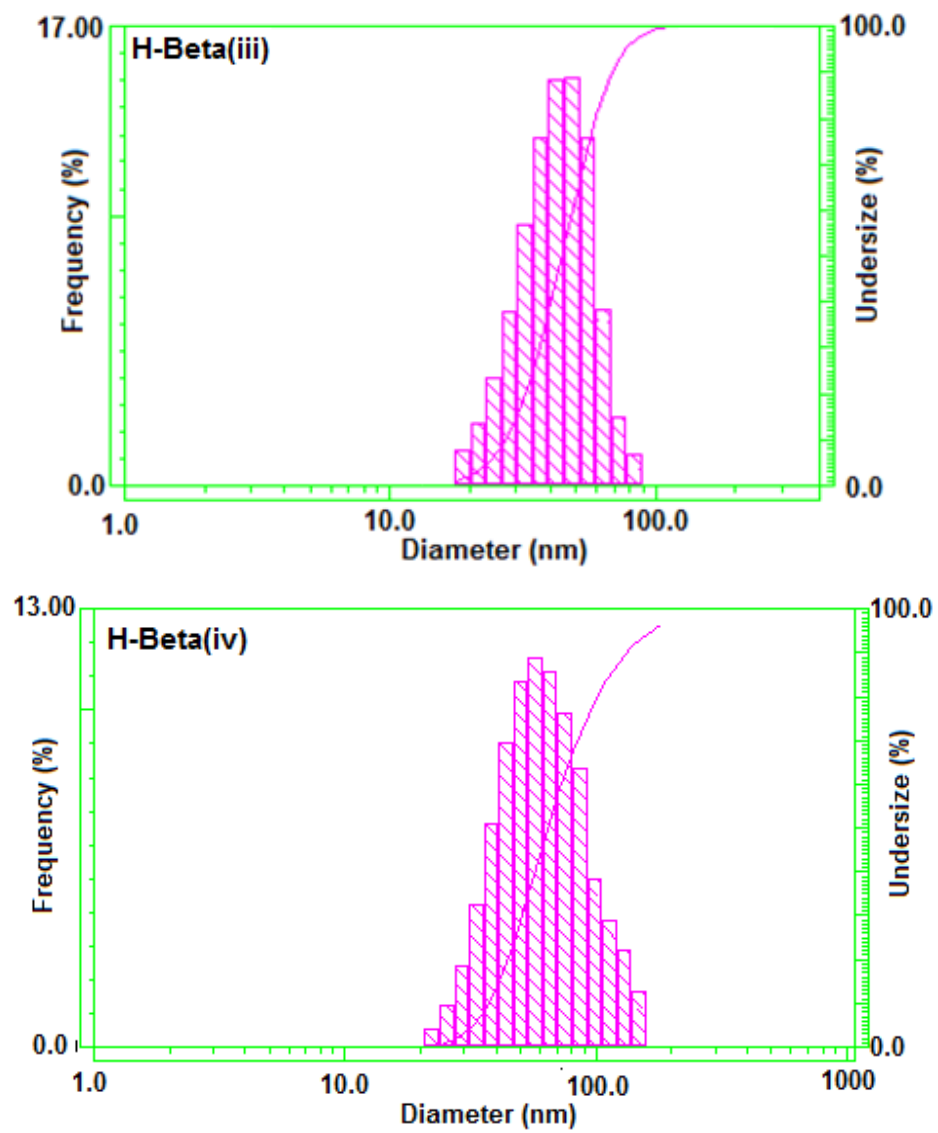 17.00
100.0
H-Beta(iii)
Frequency (%)
Undersize (%)
0.0
0.0
1.0
10.0
100.0
Diameter (nm)
13.00
100.0
H-Beta(iv)
Frequency (%)
Undersize (%)
0.0
0.0
1.0
10.0
100.0
1000
Diameter (nm)